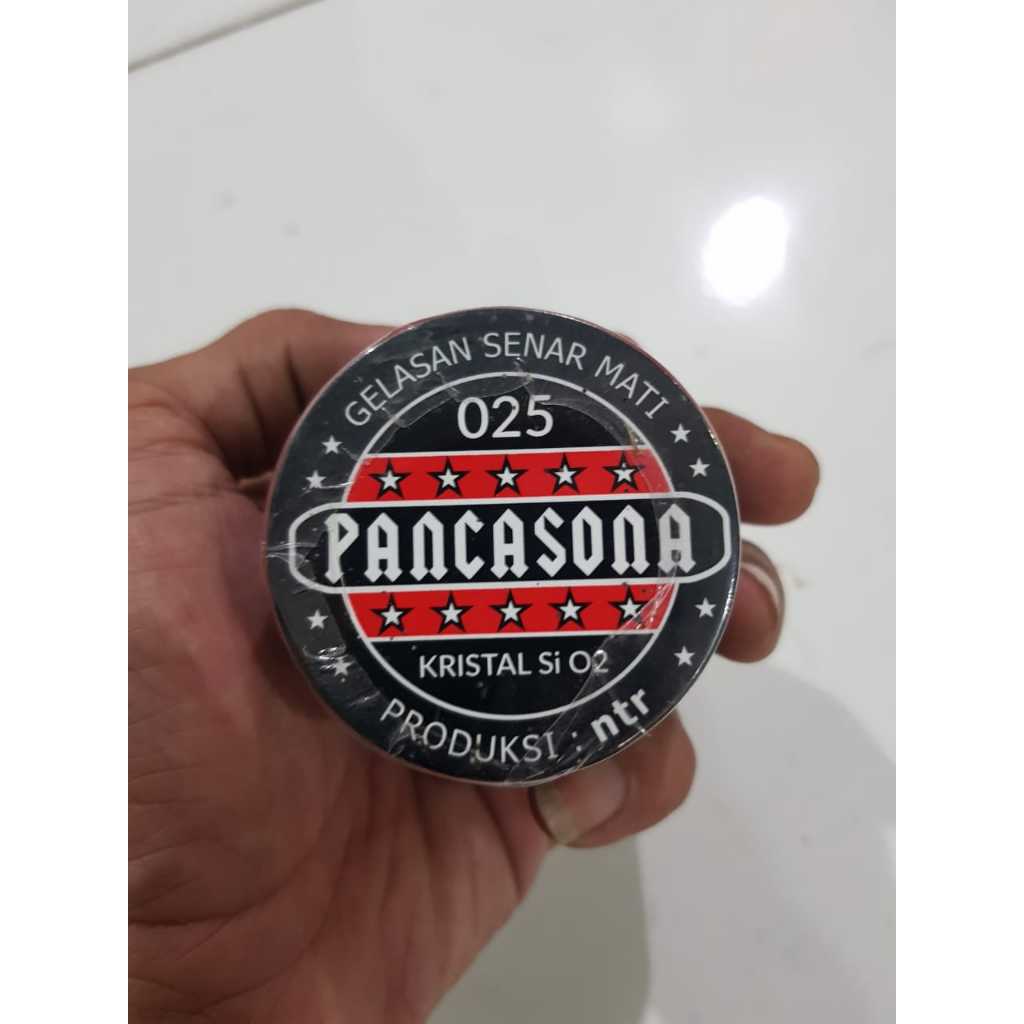 GELASAN SENAR MATI
025
PANCASONA
KRISTAL Si O2
PRODUKSI : ntr